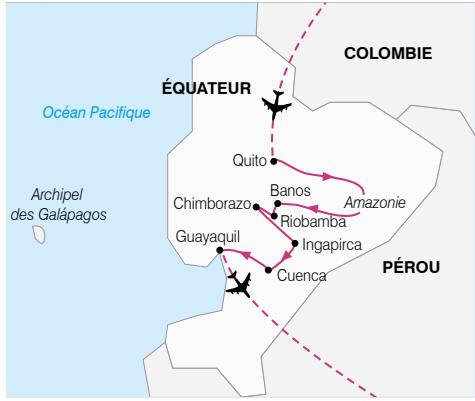 COLOMBIE
ÉQUATEUR
Océan Pacifique
Quito
Banos
Amazonie
Archipel
des Galápagos
Chimborazo
Riobamba
Guayaquil
Ingapirca
Cuenca
PÉROU